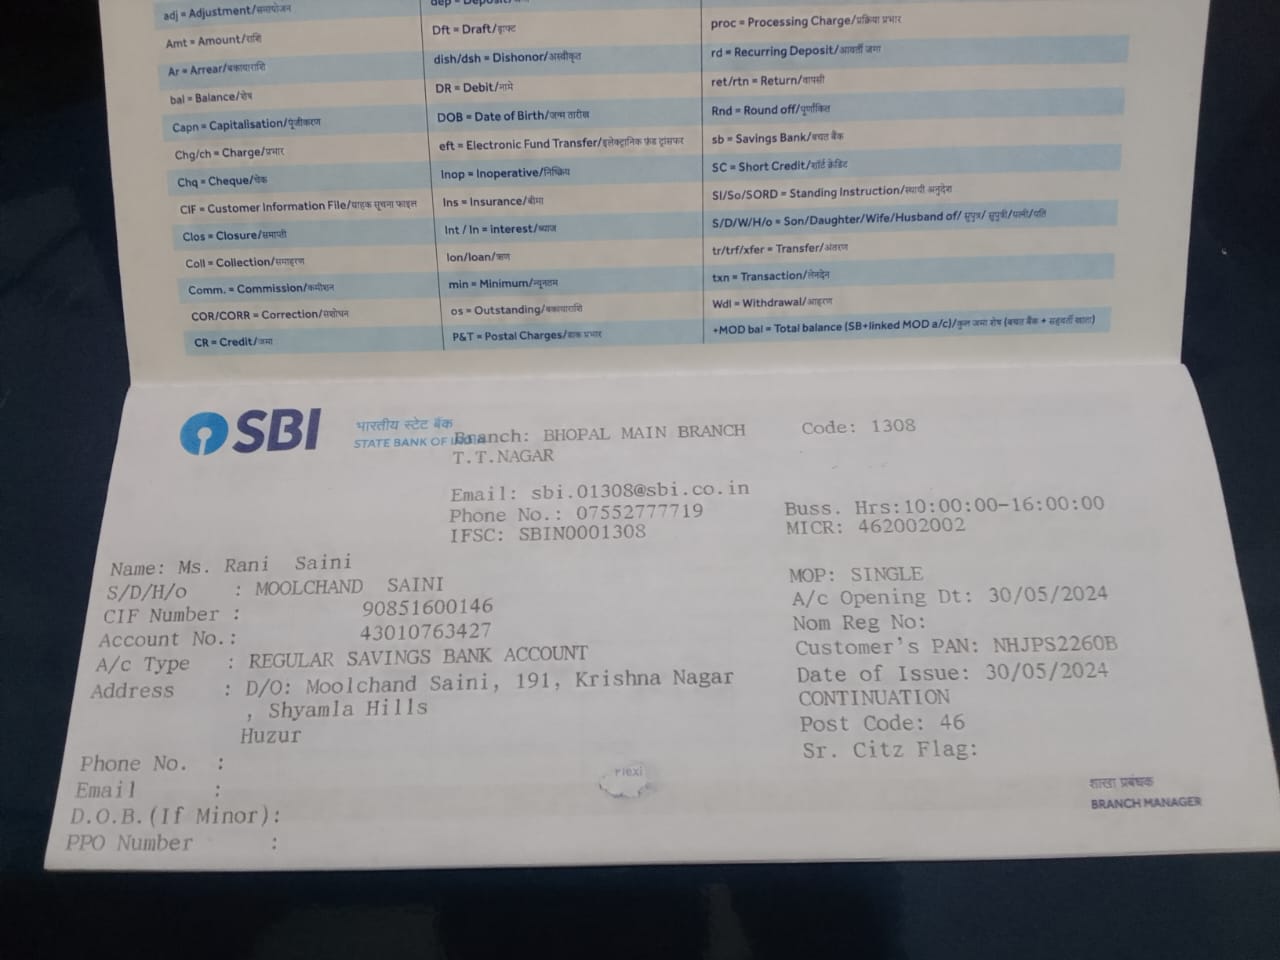 adj = Adjustment/समायोजन
Amt = Amount/राशि
Ar = Arrear/बकायाराशि
bal = Balance/शेष
Capn = Capitalisation/पूंजीकरण
Chg/ch = Charge/प्रभार
Chq = Cheque/चेक
CIF = Customer Information File/ग्राहक सूचना फाइल
Clos = Closure/समाप्ती
Coll = Collection/समाहरण
Comm. = Commission/कमीशन
COR/CORR = Correction/संशोधन
CR = Credit/जमा
Dft = Draft/ड्राफ्ट
dish/dsh = Dishonor/अस्वीकृत
DR = Debit/नामे
DOB = Date of Birth/जन्म तारीख
eft = Electronic Fund Transfer/इलेक्ट्रानिक फंड ट्रांसफर
Inop = Inoperative/निष्क्रिय
Ins = Insurance/बीमा
Int / In = interest/ब्याज
lon/loan/ऋण
min = Minimum/न्यूनतम
os = Outstanding/बकायाराशि
P&T = Postal Charges/डाक प्रभार
proc = Processing Charge/प्रक्रिया प्रभार
rd = Recurring Deposit/आवर्ती जमा
ret/rtn = Return/वापसी
Rnd = Round off/पूर्णांकित
sb = Savings Bank/बचत बैंक
SC = Short Credit/शॉर्ट क्रेडिट
SI/So/SORD = Standing Instruction/स्थायी अनुदेश
S/D/W/H/o = Son/Daughter/Wife/Husband of/ सुपुत्र/ सुपुत्री/पत्नी/पति
tr/trf/xfer = Transfer/अंतरण
txn = Transaction/लेनदेन
Wdl = Withdrawal/आहरण
+MOD bal = Total balance (SB+linked MOD a/c)/कुल जमा शेष (बचत बैंक + सहवर्ती खाता)
SBI भारतीय स्टेट बैंक
STATE BANK OF
Branch: BHOPAL MAIN BRANCH Code: 1308
T.T.NAGAR
Email: sbi.01308@sbi.co.in
Phone No.: 07552777719 Buss. Hrs:10:00:00-16:00:00
IFSC: SBIN0001308 MICR: 462002002
Name: Ms. Rani Saini
S/D/H/o : MOOLCHAND SAINI
CIF Number : 90851600146
Account No.: 43010763427
A/c Type : REGULAR SAVINGS BANK ACCOUNT
Address : D/O: Moolchand Saini, 191, Krishna Nagar
, Shyamla Hills
Huzur
Phone No. :
Email :
D.O.B.(If Minor):
PPO Number :
MOP: SINGLE
A/c Opening Dt: 30/05/2024
Nom Reg No:
Customer's PAN: NHJPS2260B
Date of Issue: 30/05/2024
CONTINUATION
Post Code: 46
Sr. Citz Flag:
Flexi
शाखा प्रबंधक
BRANCH MANAGER